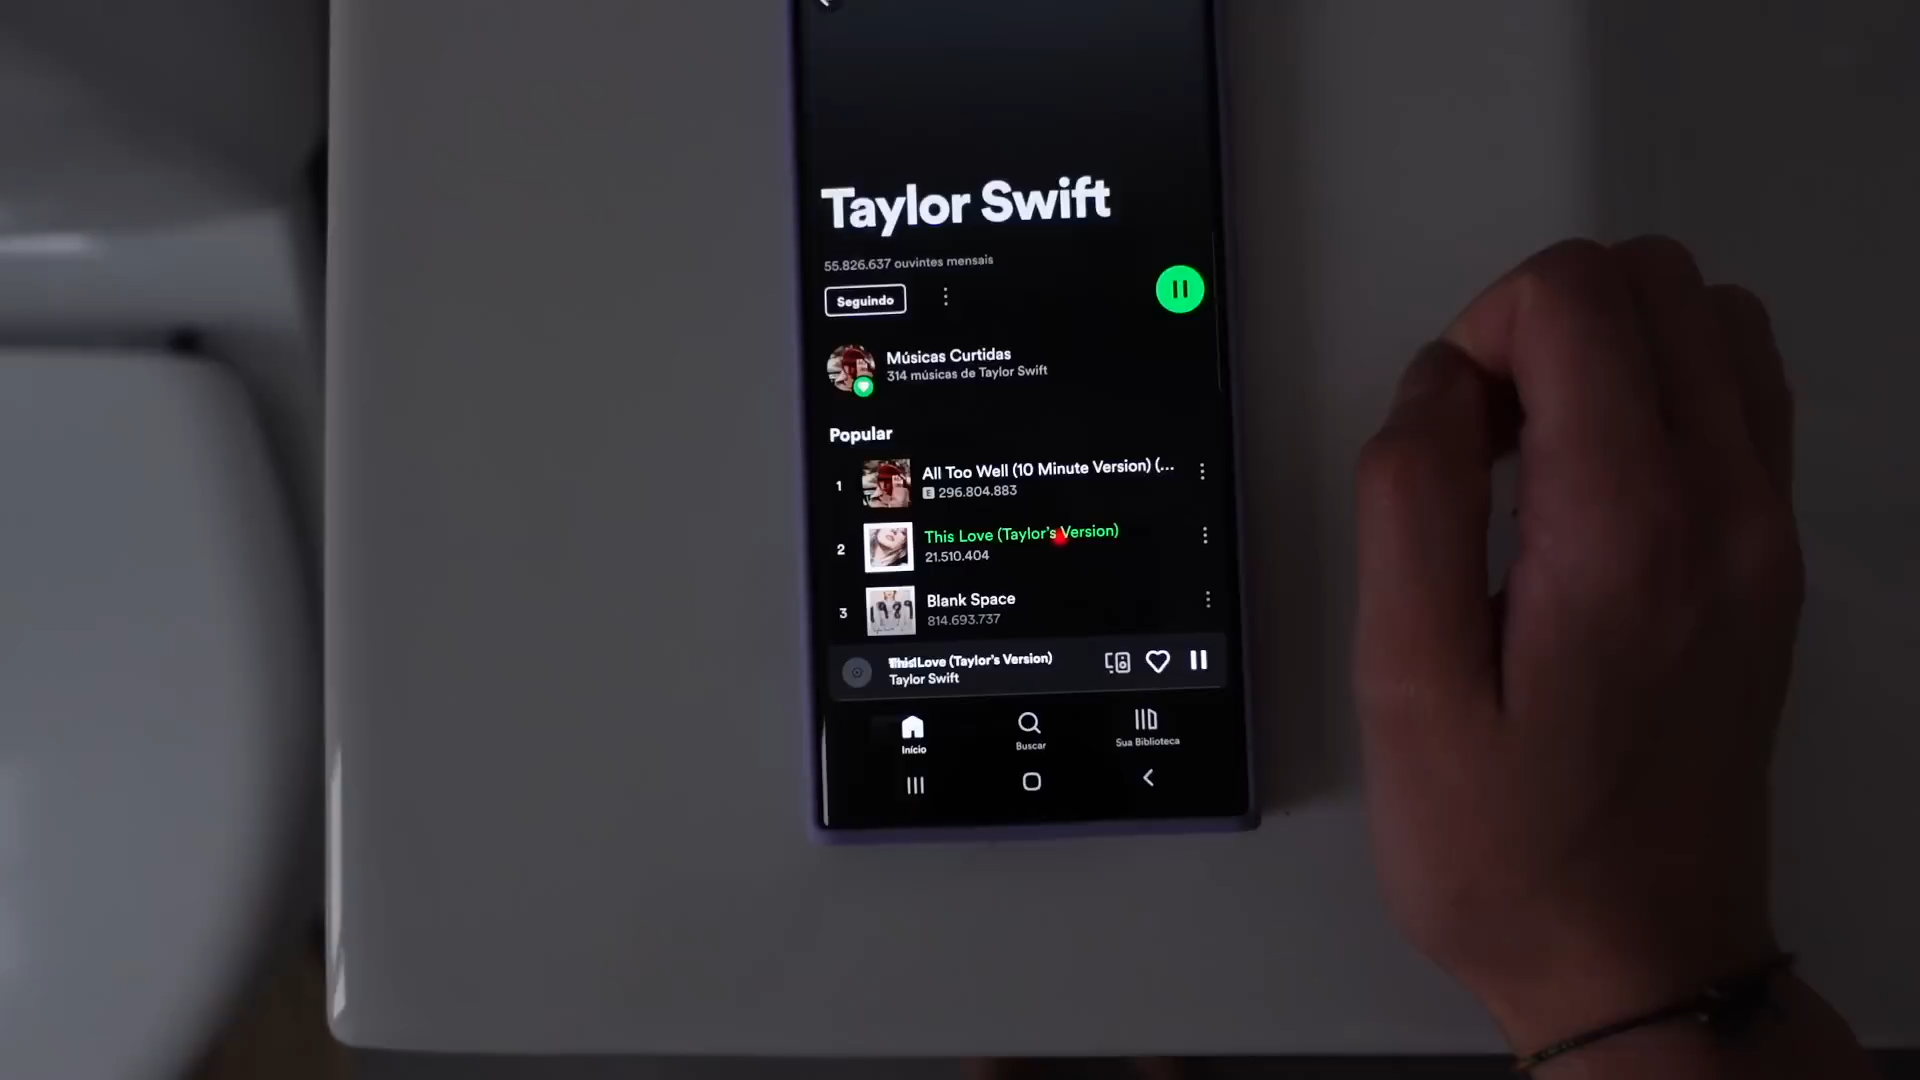 Taylor Swift
55.826.637 ouvintes mensais
Seguindo
Músicas Curtidas
314 músicas de Taylor Swift
Popular
1
All Too Well (10 Minute Version) (...
E 296.804.883
2
This Love (Taylor's Version)
21.510.404
3
Blank Space
814.693.737
Love (Taylor's Version)
Taylor Swift
Início
Buscar
Sua Biblioteca